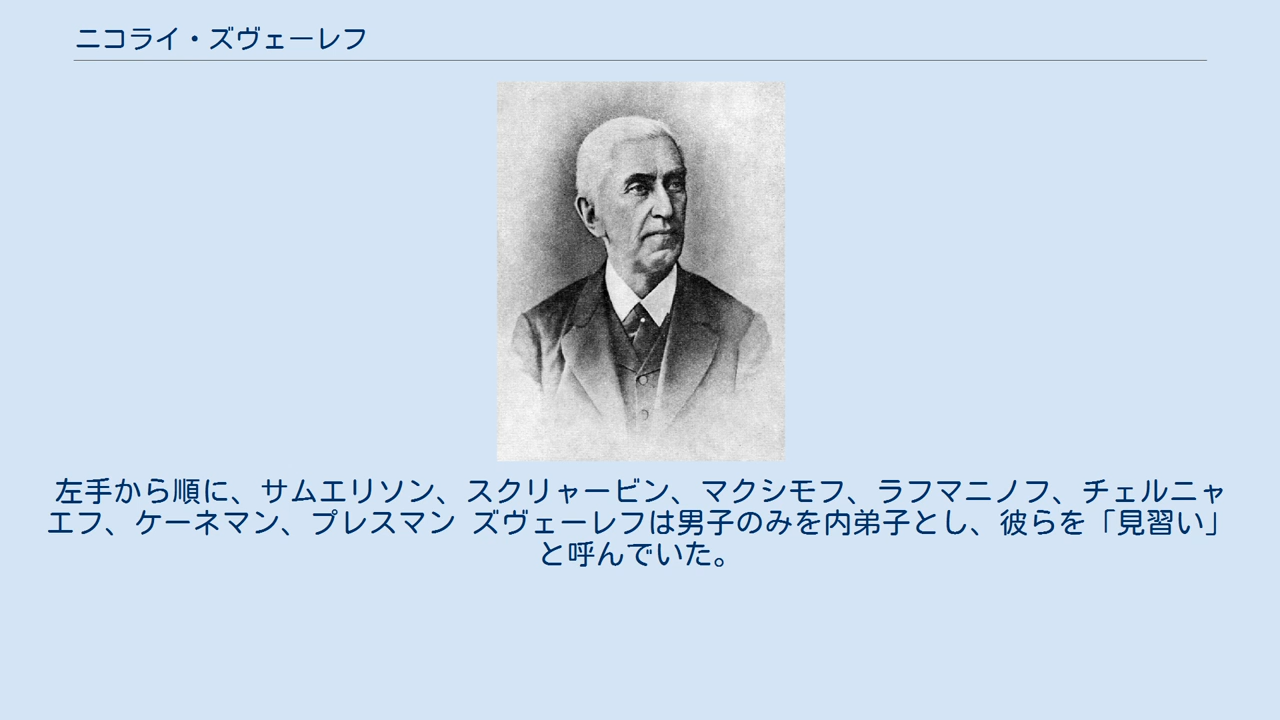 ニコライ・ズヴェーレフ
左手から順に、サムエリソン、スクリャービン、マクシモフ、ラフマニノフ、チェルニャ
エフ、ケーネマン、プレスマン ズヴェーレフは男子のみを内弟子とし、彼らを「見習い」
と呼んでいた。